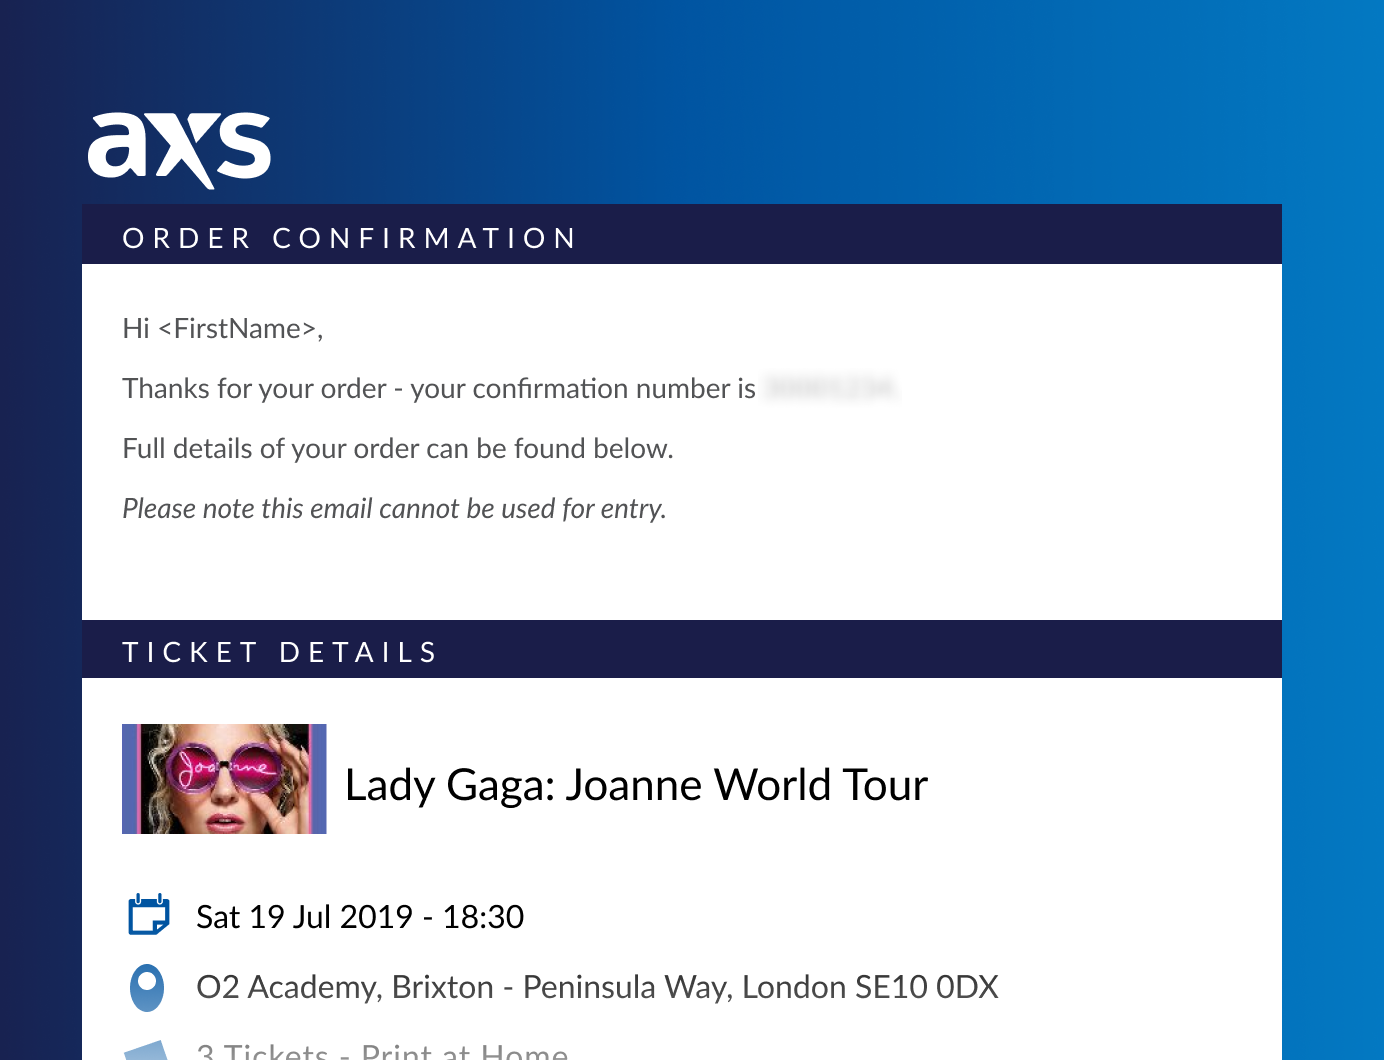 axs
ORDER CONFIRMATION
Hi <FirstName>,
Thanks for your order - your confirmation number is
Full details of your order can be found below.
Please note this email cannot be used for entry.
TICKET DETAILS
Joanne
Lady Gaga: Joanne World Tour
Sat 19 Jul 2019 - 18:30
O2 Academy, Brixton - Peninsula Way, London SE10 0DX
3 Tickets - Print at Home